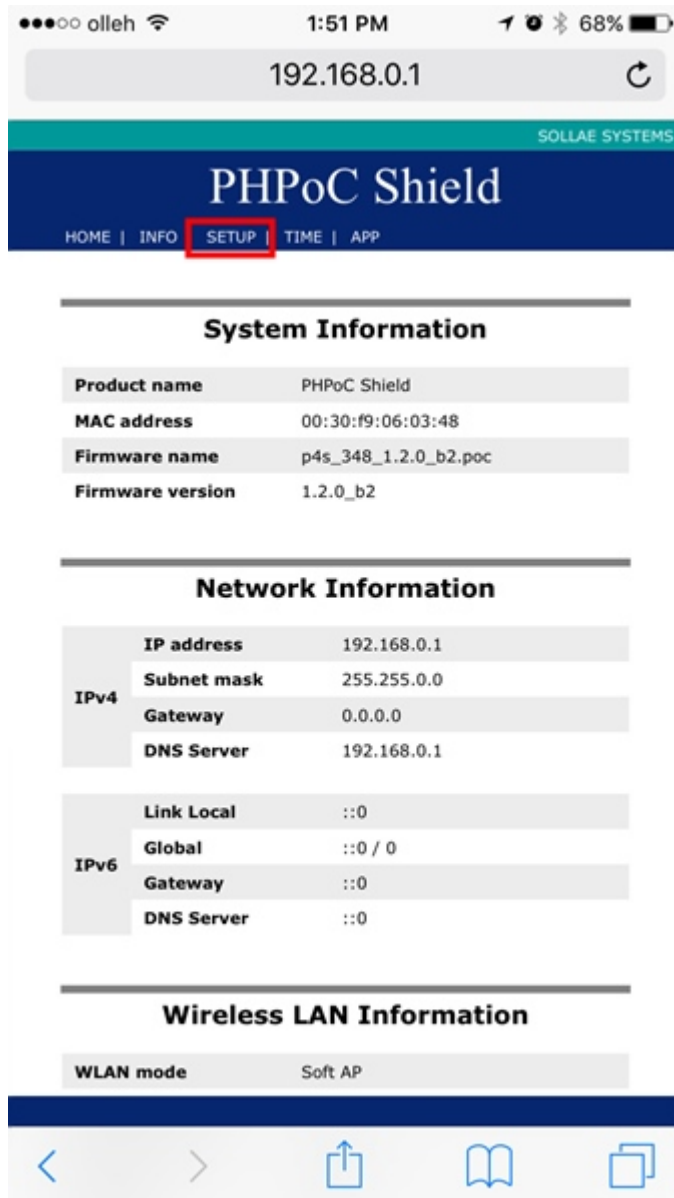 olleh 1:51 PM 68%
192.168.0.1
SOLLAE SYSTEMS
PHPoC Shield
HOME | INFO SETUP | TIME | APP
System Information
Product name PHPoC Shield
MAC address 00:30:f9:06:03:48
Firmware name p4s_348_1.2.0_b2.poc
Firmware version 1.2.0_b2
Network Information
IPv4
IP address 192.168.0.1
Subnet mask 255.255.0.0
Gateway 0.0.0.0
DNS Server 192.168.0.1
IPv6
Link Local ::0
Global ::0 / 0
Gateway ::0
DNS Server ::0
Wireless LAN Information
WLAN mode Soft AP